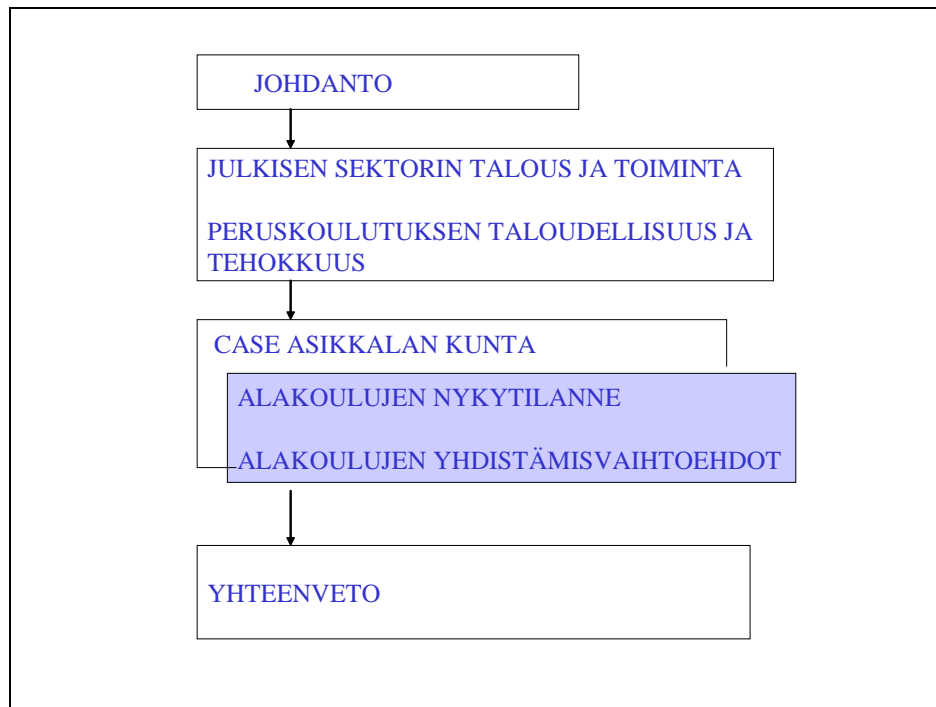 JOHDANTO
JULKISEN SEKTORIN TALOUS JA TOIMINTA
PERUSKOULUTUKSEN TALOUDELLISUUS JA
TEHOKKUUS
CASE ASIKKALAN KUNTA
ALAKOULUJEN NYKYTILANNE
ALAKOULUJEN YHDISTÄMISVAIHTOEHDOT
YHTEENVETO